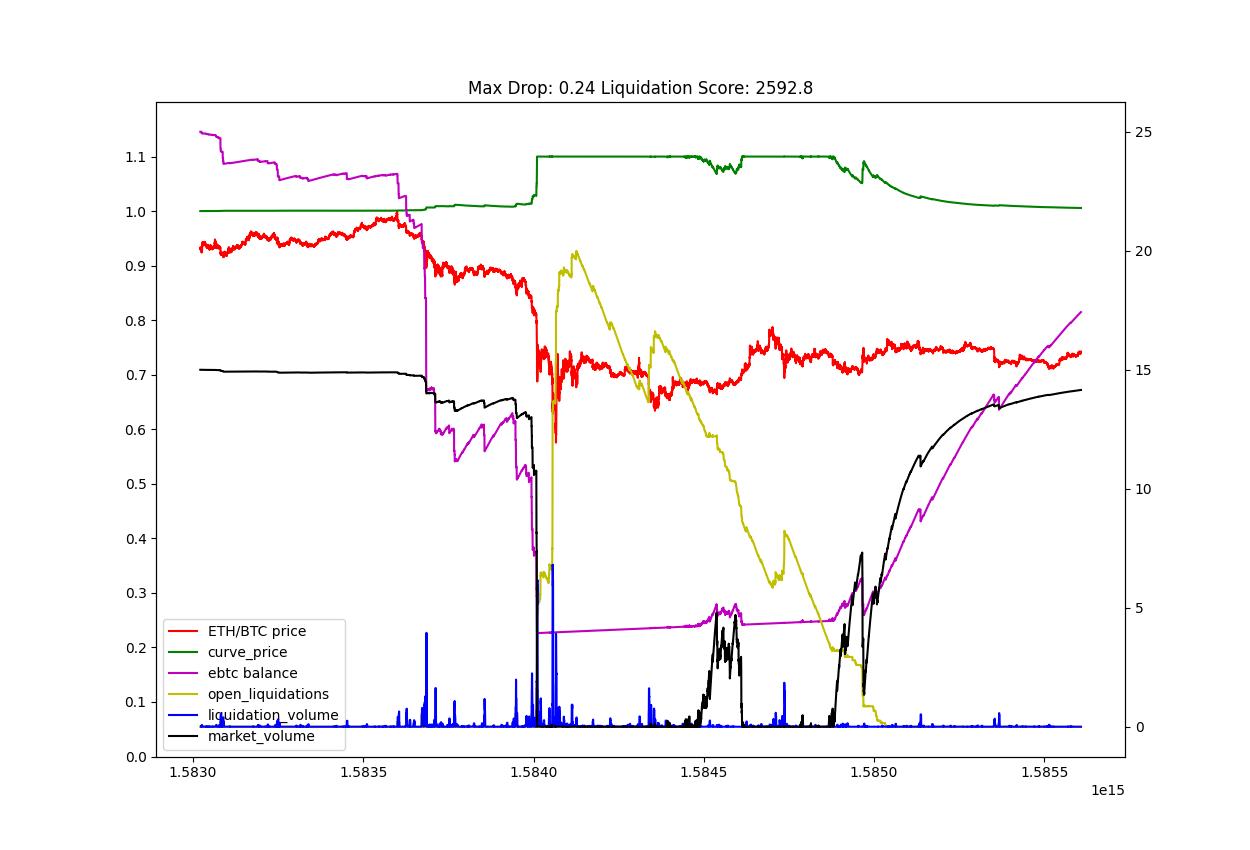 Max Drop: 0.24 Liquidation Score: 2592.8
1.1
1.0
0.9
0.8
0.7
0.6
0.5
0.4
0.3
0.2
0.1
0.0
25
20
15
10
5
0
ETH/BTC price
curve_price
ebtc balance
open_liquidations
liquidation_volume
market_volume
1.5830 1.5835 1.5840 1.5845 1.5850 1.5855
1e15